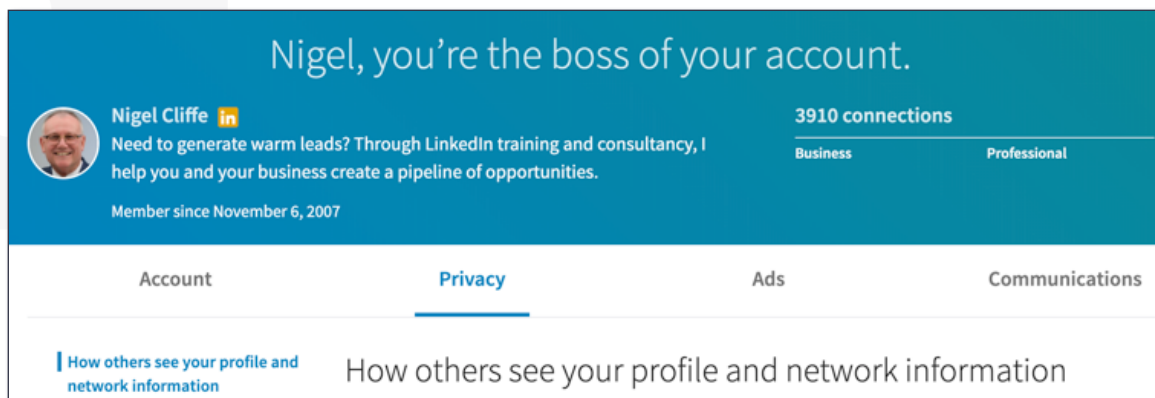 Nigel, you're the boss of your account.
Nigel Cliffe in
Need to generate warm leads? Through LinkedIn training and consultancy, I
help you and your business create a pipeline of opportunities.
Member since November 6, 2007
3910 connections
Business Professional
Account Privacy Ads Communications
How others see your profile and
network information
How others see your profile and network information